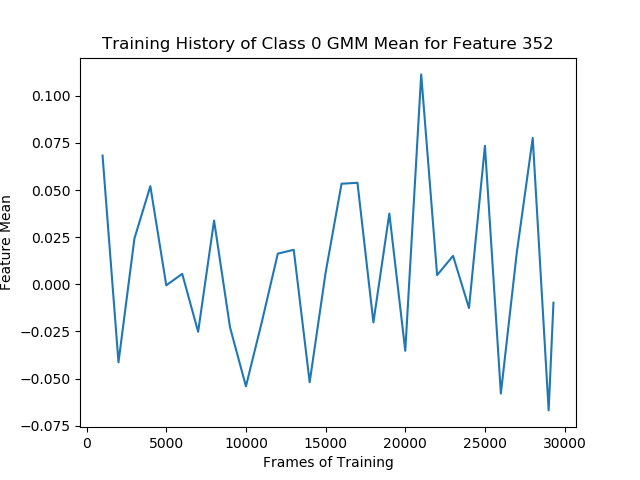 Training History of Class 0 GMM Mean for Feature 352
0.100
0.075
0.050
0.025
0.000
−0.025
−0.050
−0.075
Feature Mean
0 5000 10000 15000 20000 25000 30000
Frames of Training